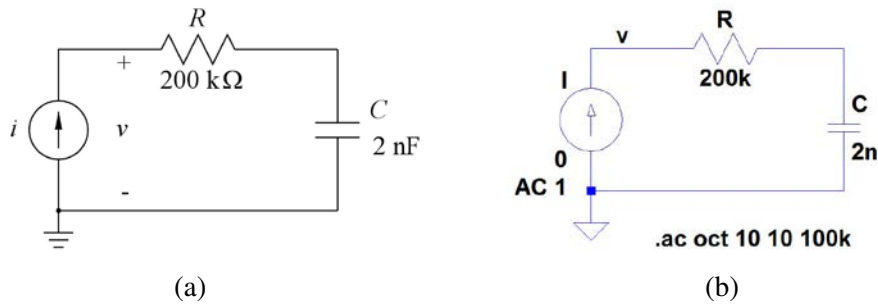 R
200 kΩ
+
i
v
-
C
2 nF
(a)
R
v
200k
I
0
AC 1
C
2n
.ac oct 10 10 100k
(b)